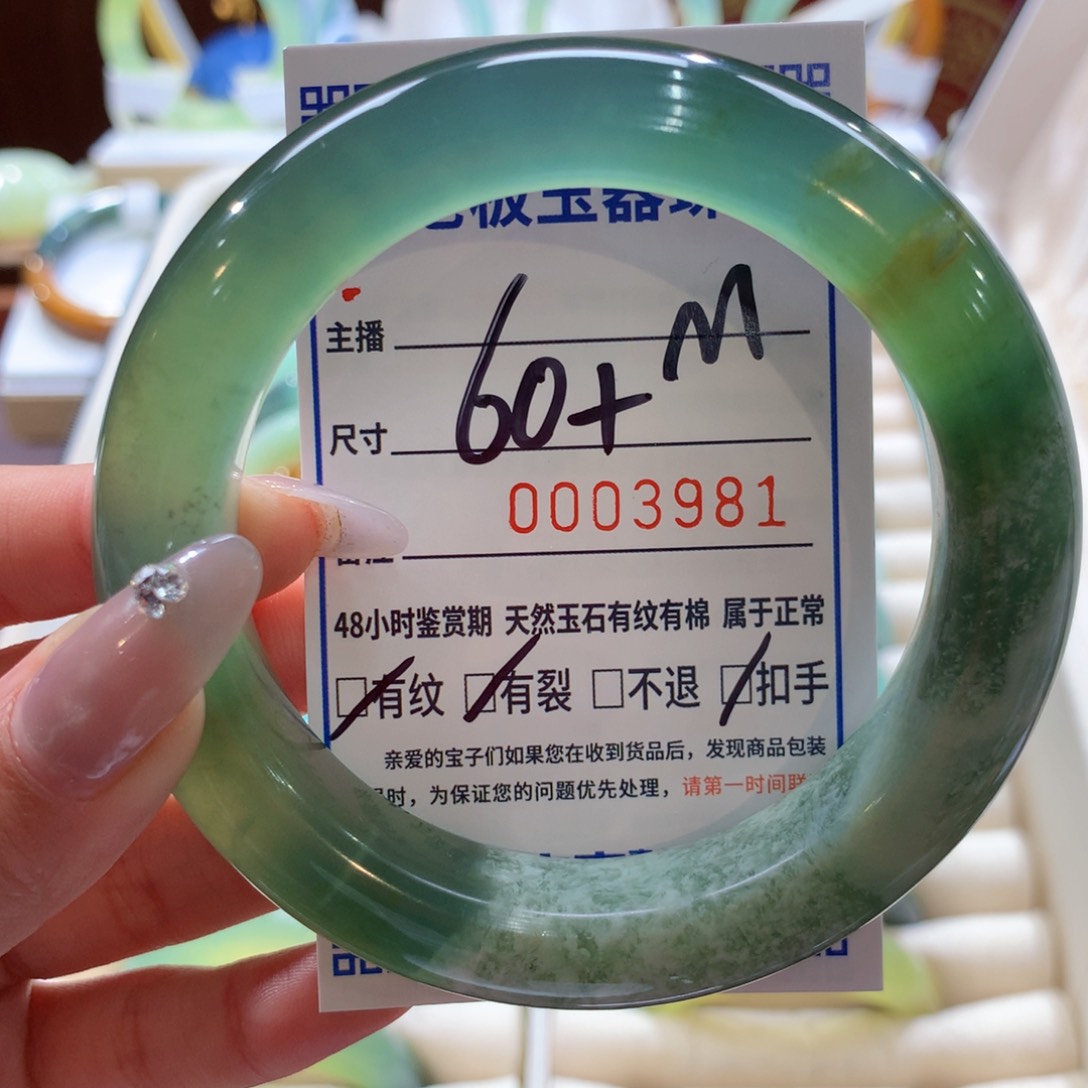 板玉器
主播
M
尺寸 60+
0003981
48小时鉴赏期 天然玉石有纹有棉 属于正常
☑有纹 ☑有裂 □不退 ☑扣手
亲爱的宝子们如果您在收到货品后，发现商品包装
时，为保证您的问题优先处理，请第一时间联